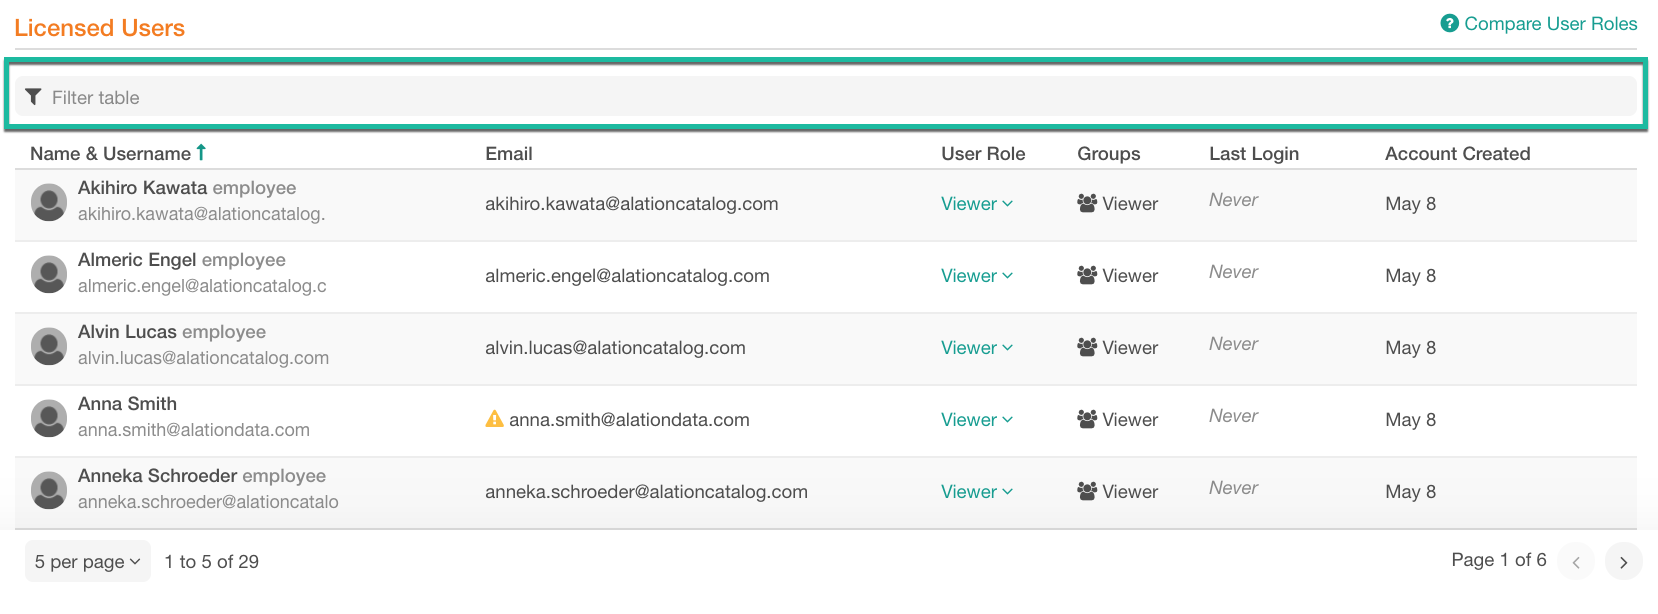 Licensed Users
Compare User Roles
Filter table
Name & Username Email User Role Groups Last Login Account Created
Akihiro Kawata employee
akihiro.kawata@alationcatalog.
akihiro.kawata@alationcatalog.com Viewer Viewer Never May 8
Almeric Engel employee
almeric.engel@alationcatalog.c
almeric.engel@alationcatalog.com Viewer Viewer Never May 8
Alvin Lucas employee
alvin.lucas@alationcatalog.com
alvin.lucas@alationcatalog.com Viewer Viewer Never May 8
Anna Smith
anna.smith@alationdata.com
anna.smith@alationdata.com Viewer Viewer Never May 8
Anneka Schroeder employee
anneka.schroeder@alationcatalo
anneka.schroeder@alationcatalog.com Viewer Viewer Never May 8
5 per page 1 to 5 of 29 Page 1 of 6